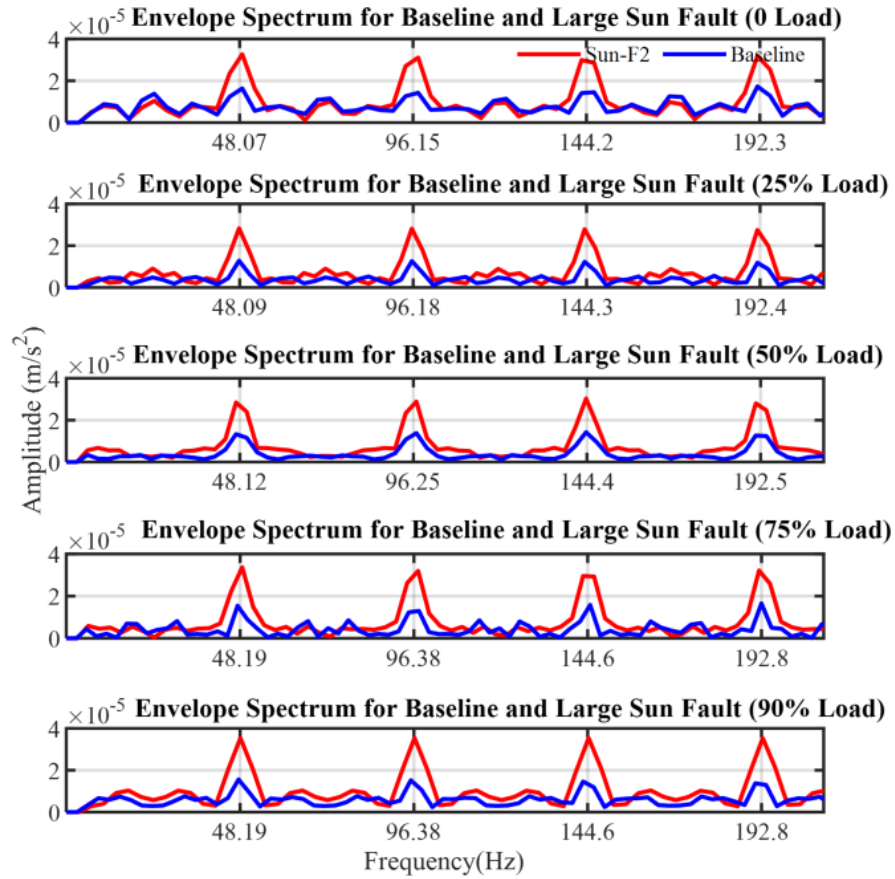 Envelope Spectrum for Baseline and Large Sun Fault (0 Load)
×10⁻⁵
4
2
0
Sun-F2 Baseline
48.07 96.15 144.2 192.3
Envelope Spectrum for Baseline and Large Sun Fault (25% Load)
×10⁻⁵
4
2
0
48.09 96.18 144.3 192.4
Envelope Spectrum for Baseline and Large Sun Fault (50% Load)
×10⁻⁵
4
2
0
48.12 96.25 144.4 192.5
Envelope Spectrum for Baseline and Large Sun Fault (75% Load)
×10⁻⁵
4
2
0
48.19 96.38 144.6 192.8
Envelope Spectrum for Baseline and Large Sun Fault (90% Load)
×10⁻⁵
4
2
0
48.19 96.38 144.6 192.8
Amplitude (m/s²)
Frequency(Hz)